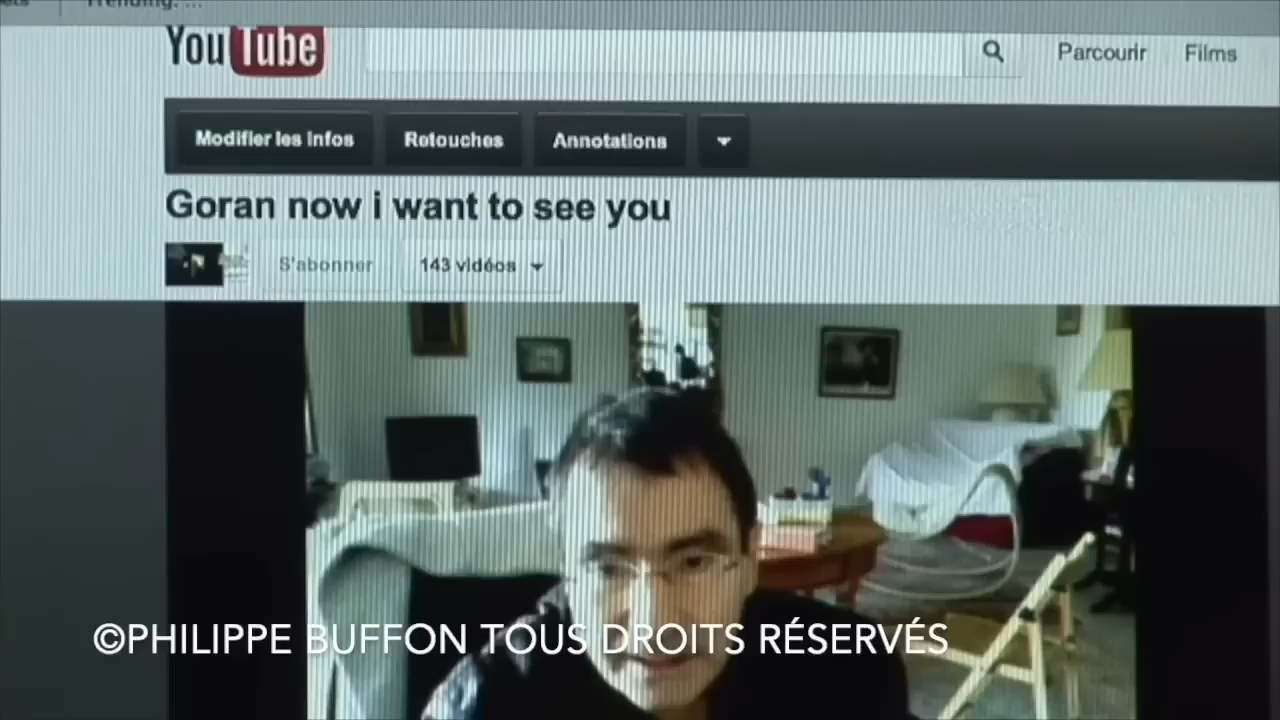 Trending: ...
YouTube
Parcourir
Films
Modifier les infos
Retouches
Annotations
Goran now i want to see you
S'abonner
143 vidéos
©PHILIPPE BUFFON TOUS DROITS RÉSERVÉS